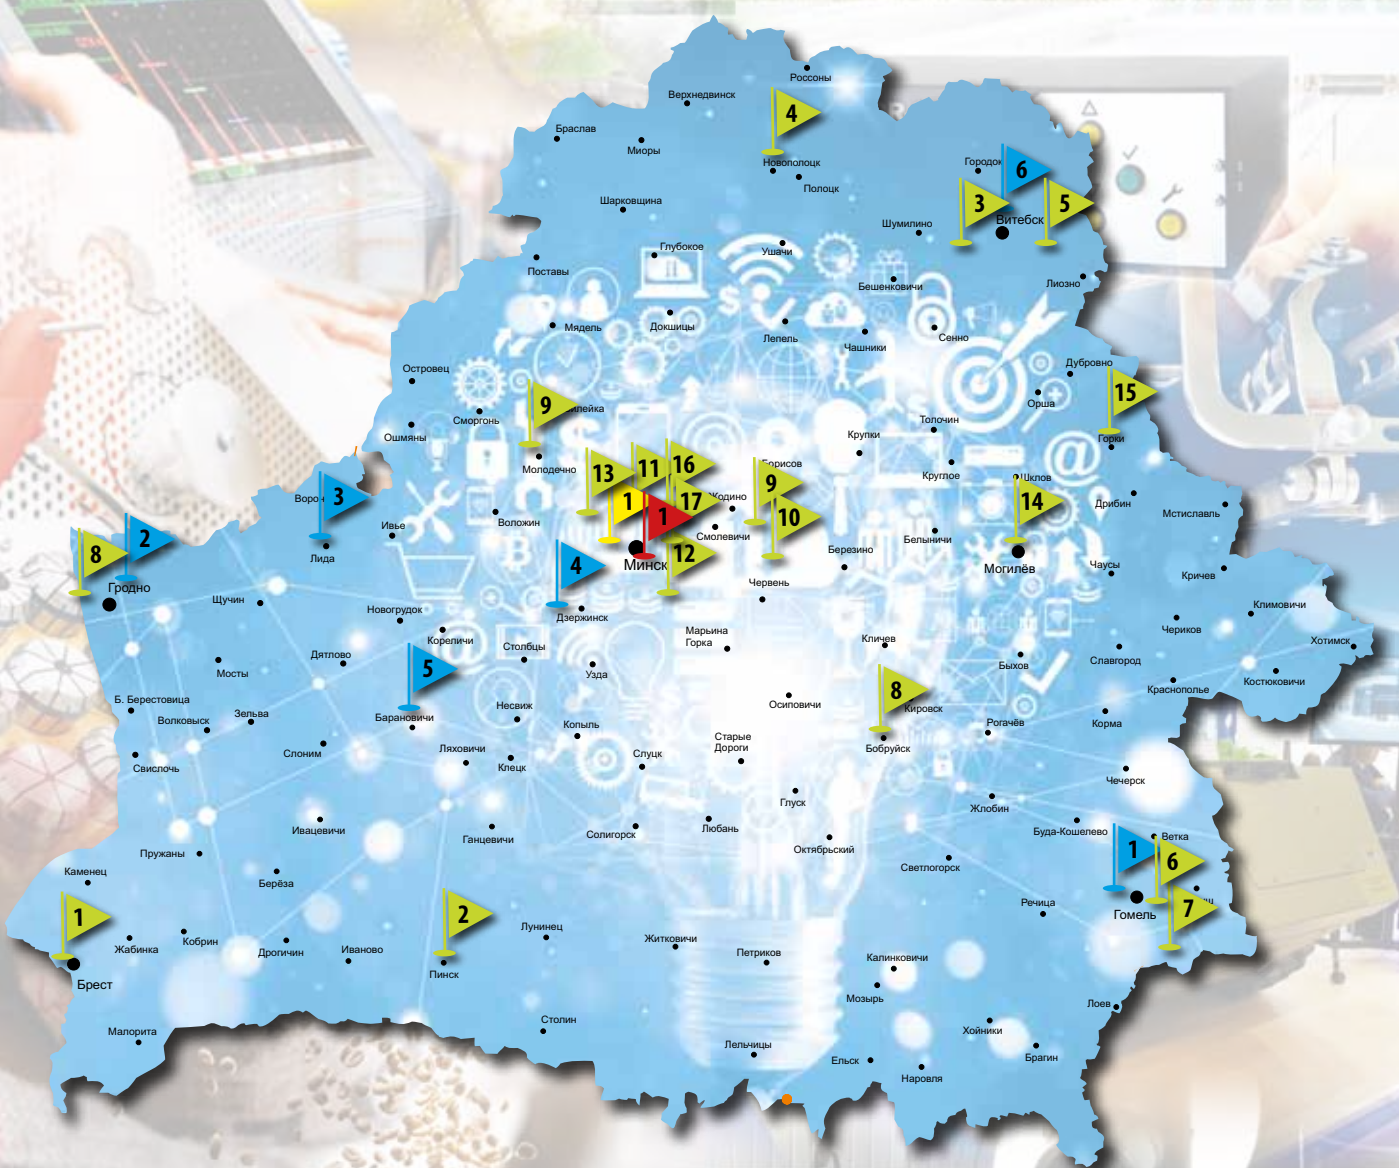 Россоны
Верхнедвинск
4
Браслав
Миоры
Новополоцк
Полоцк
Городок
6
3
5
Витебск
Шарковщина
Шумилино
Глубокое
Ушачи
Поставы
Бешенковичи
Лиозно
Мядель
Докшицы
Лепель
Чашники
Сенно
Островец
Дубровно
15
Орша
9
Сморгонь
Ошмяны
Толочин
Крупки
Горки
Молодечно
13
11
16
Борисов
9
Круглое
Шклов
14
3
1
1
17
Жодино
10
Дрибин
Мстиславль
Ивье
Воложин
Смолевичи
Лида
8
2
Гродно
4
Минск
12
Березино
Белыничи
Могилёв
Чаусы
Кричев
Червень
Щучин
Новогрудок
Дзержинск
Климовичи
Кореличи
Столбцы
Марьина
Горка
Кличев
Чериков
Хотимск
Дятлово
5
Мосты
Узда
Быхов
Славгород
Костюковичи
Краснополье
Б. Берестовица
Волковыск
Зельва
Барановичи
Несвиж
Копыль
Осиповичи
8
Кировск
Рогачёв
Корма
Свислочь
Слоним
Ляховичи
Клецк
Слуцк
Старые
Дороги
Бобруйск
Чечерск
Глуск
Жлобин
Ивацевичи
Ганцевичи
Солигорск
Любань
Октябрьский
Буда-Кошелево
Ветка
Пружаны
1
6
Каменец
Берёза
Светлогорск
Речица
7
Гомель
1
2
Жабинка
Кобрин
Дрогичин
Иваново
Пинск
Лунинец
Житковичи
Петриков
Калинковичи
Брест
Мозырь
Лоев
Малорита
Столин
Хойники
Лельчицы
Ельск
Наровля
Брагин